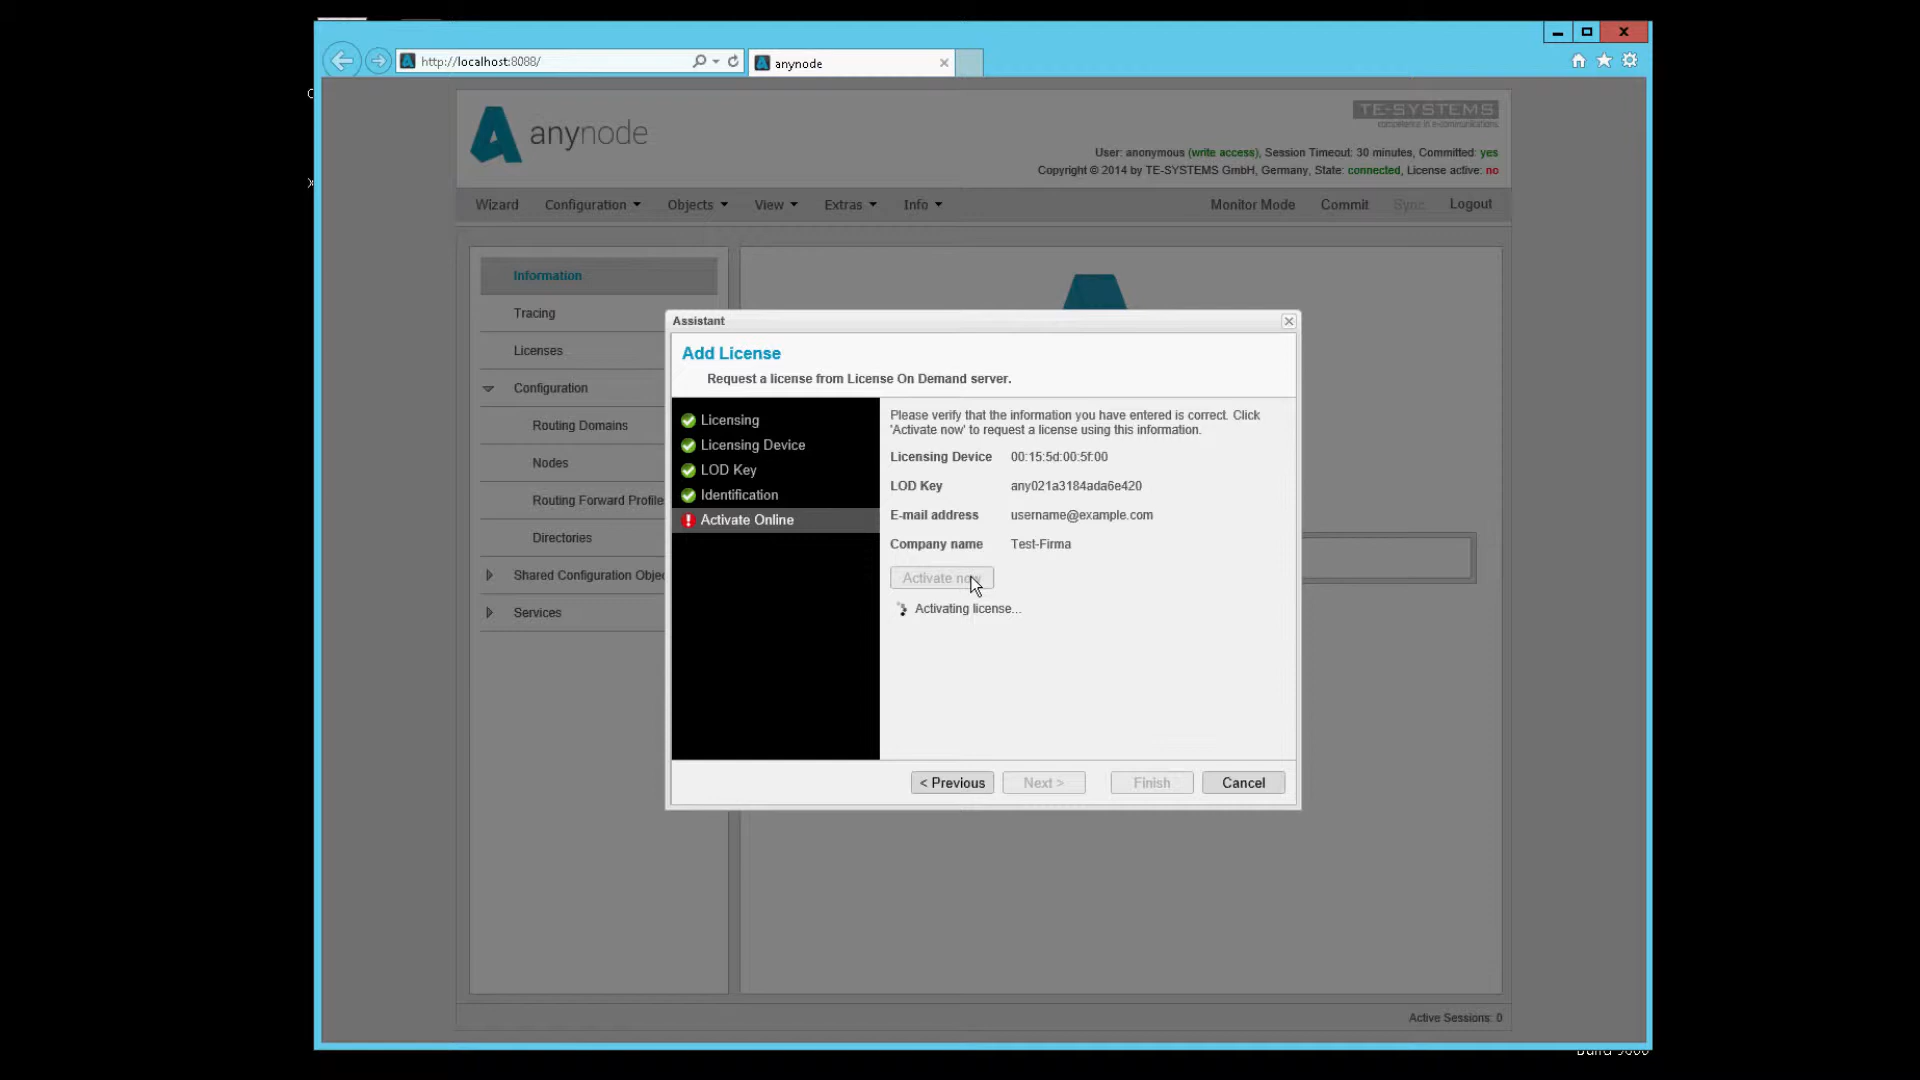 http://localhost:8088/
anynode
anynode
TE-SYSTEMS
competence in e-communications.
User: anonymous (write access), Session Timeout: 30 minutes, Committed: yes
Copyright © 2014 by TE-SYSTEMS GmbH, Germany, State: connected, License active: no
Wizard Configuration Objects View Extras Info Monitor Mode Commit Sync Logout
Information
Tracing
Licenses
Configuration
Routing Domains
Nodes
Routing Forward Profile
Directories
Shared Configuration Obje
Services
Assistant
Add License
Request a license from License On Demand server.
Licensing
Licensing Device
LOD Key
Identification
Activate Online
Please verify that the information you have entered is correct. Click
'Activate now' to request a license using this information.
Licensing Device 00:15:5d:00:5f:00
LOD Key any021a3184ada6e420
E-mail address username@example.com
Company name Test-Firma
Activate now
Activating license...
< Previous Next > Finish Cancel
Active Sessions: 0